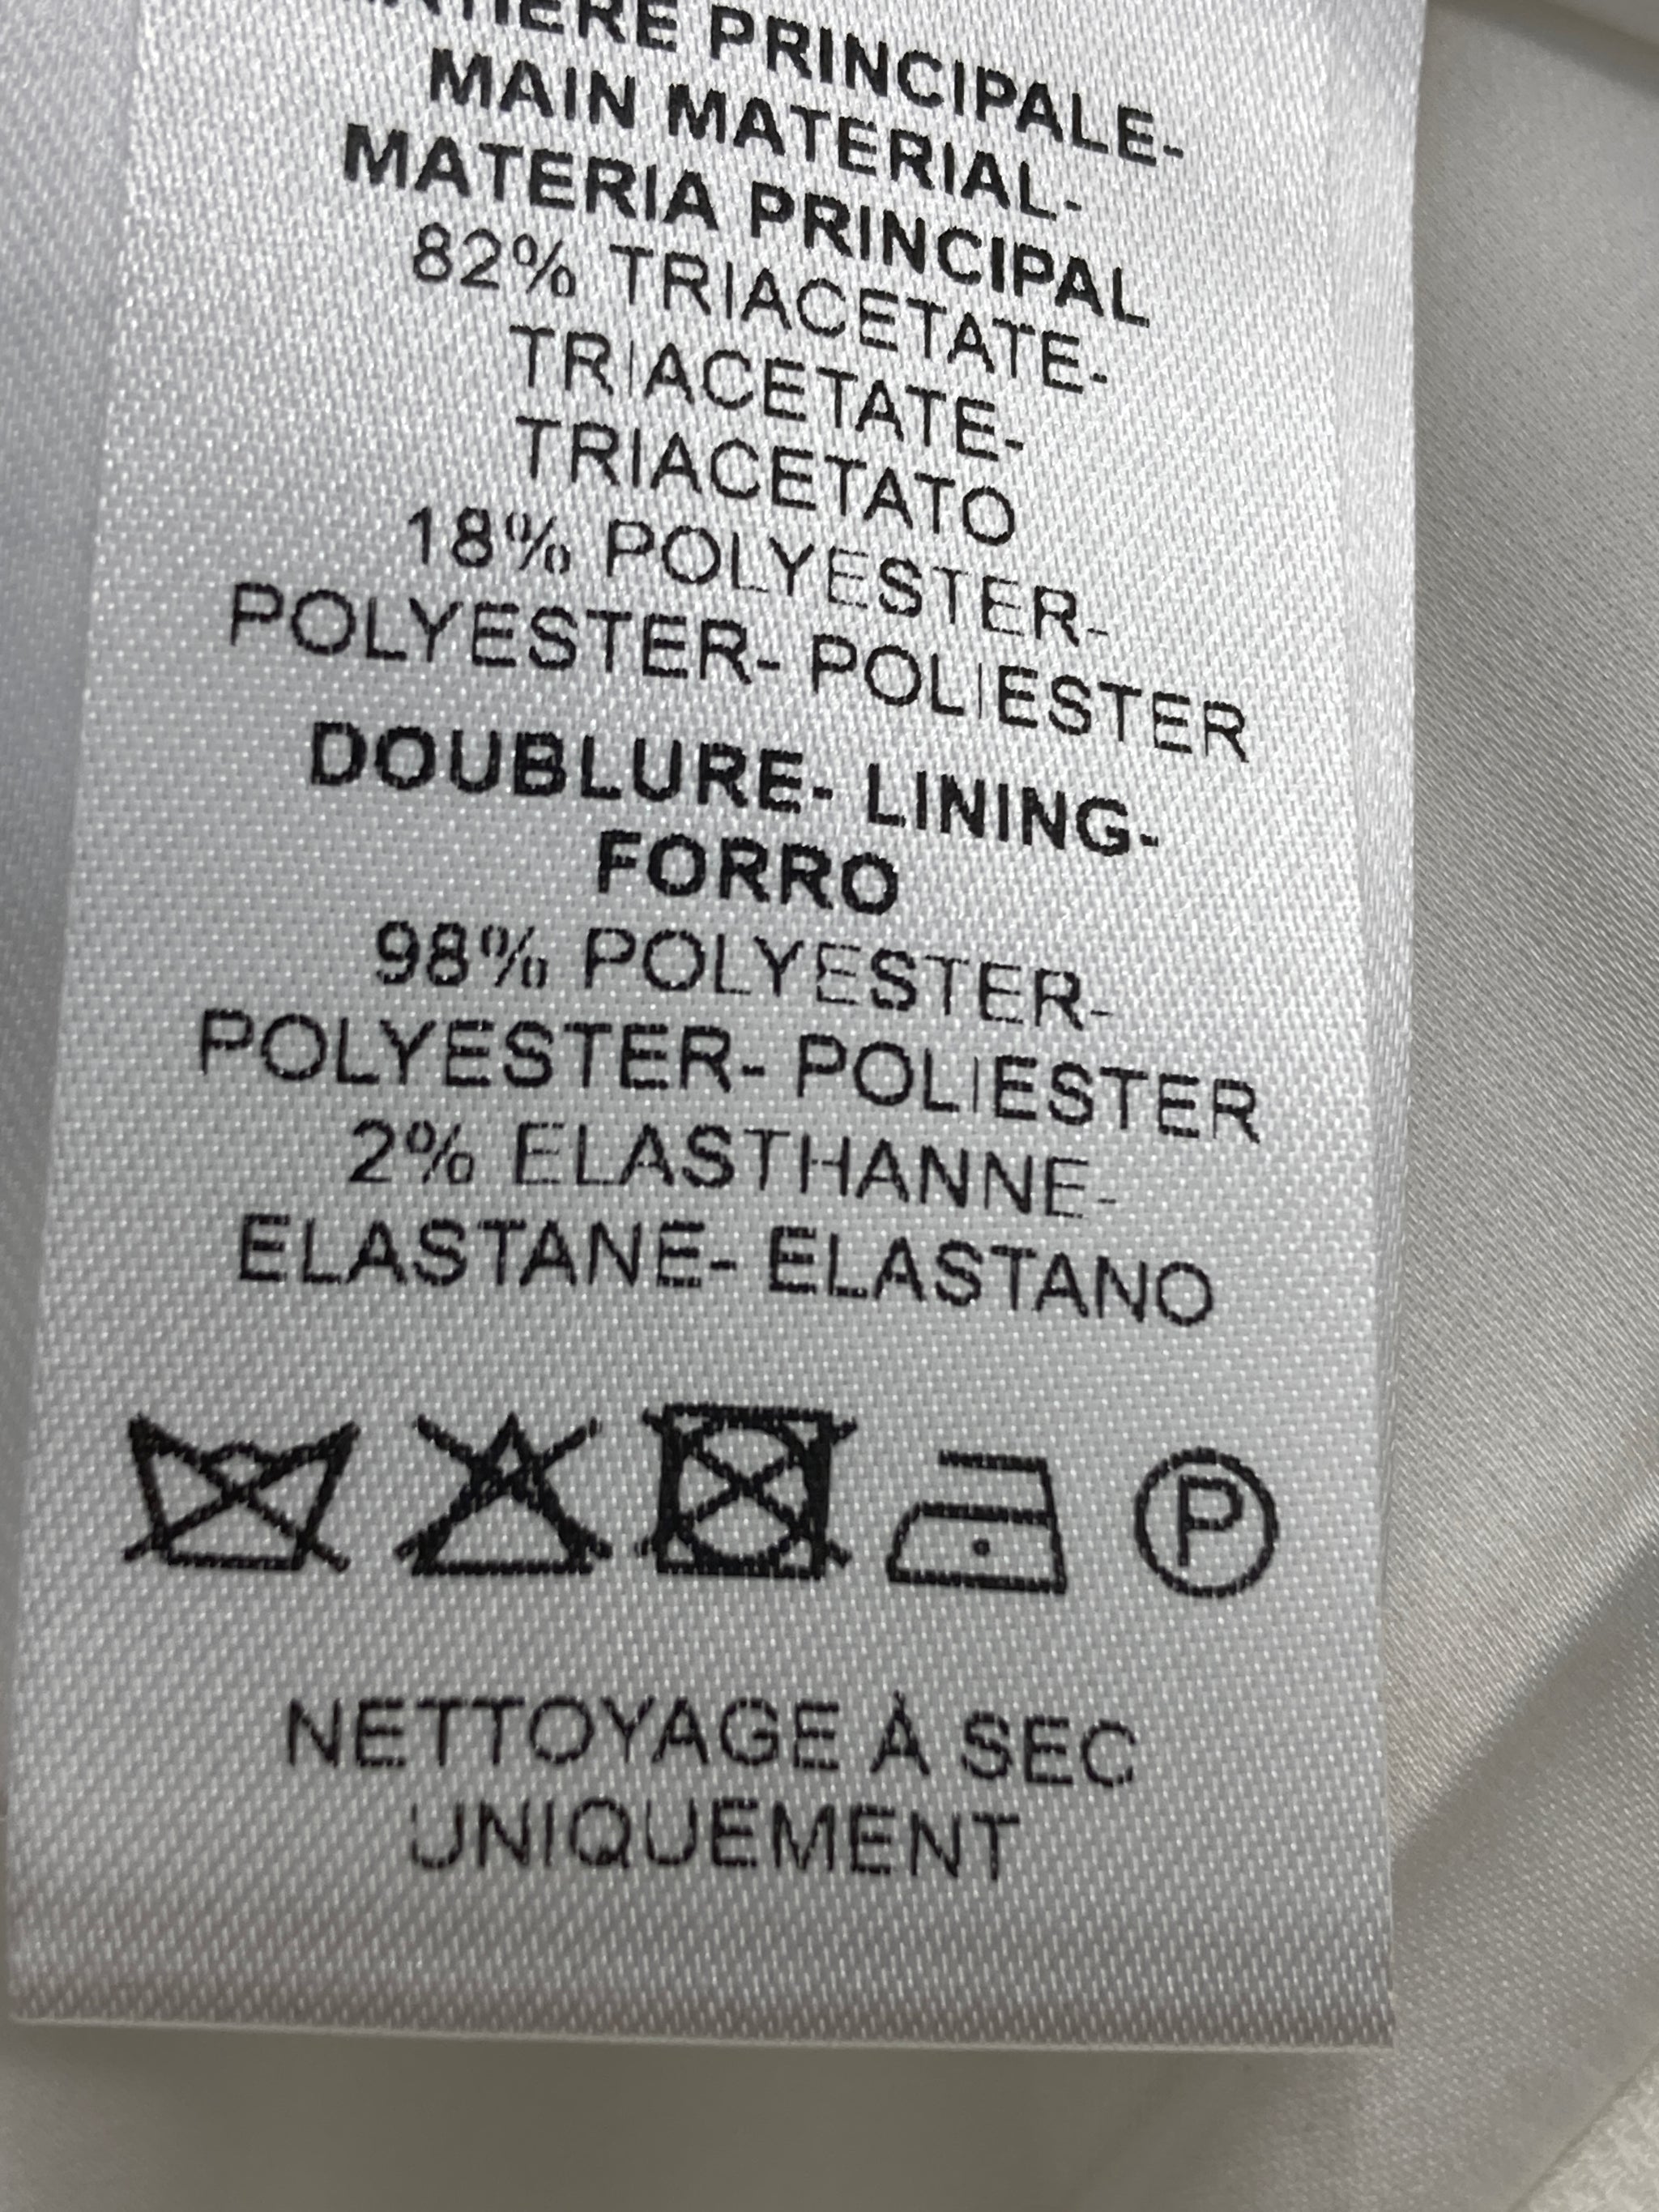 PRINCIPALE-
MAIN MATERIAL-
MATERIA PRINCIPAL
82% TRIACETATE-
TRIACETATE-
TRIACETATO
18% POLYESTER-
POLYESTER- POLIESTER
DOUBLURE- LINING-
FORRO
98% POLYESTER-
POLYESTER- POLIESTER
2% ELASTHANNE-
ELASTANE- ELASTANO
P
NETTOYAGE À SEC
UNIQUEMENT